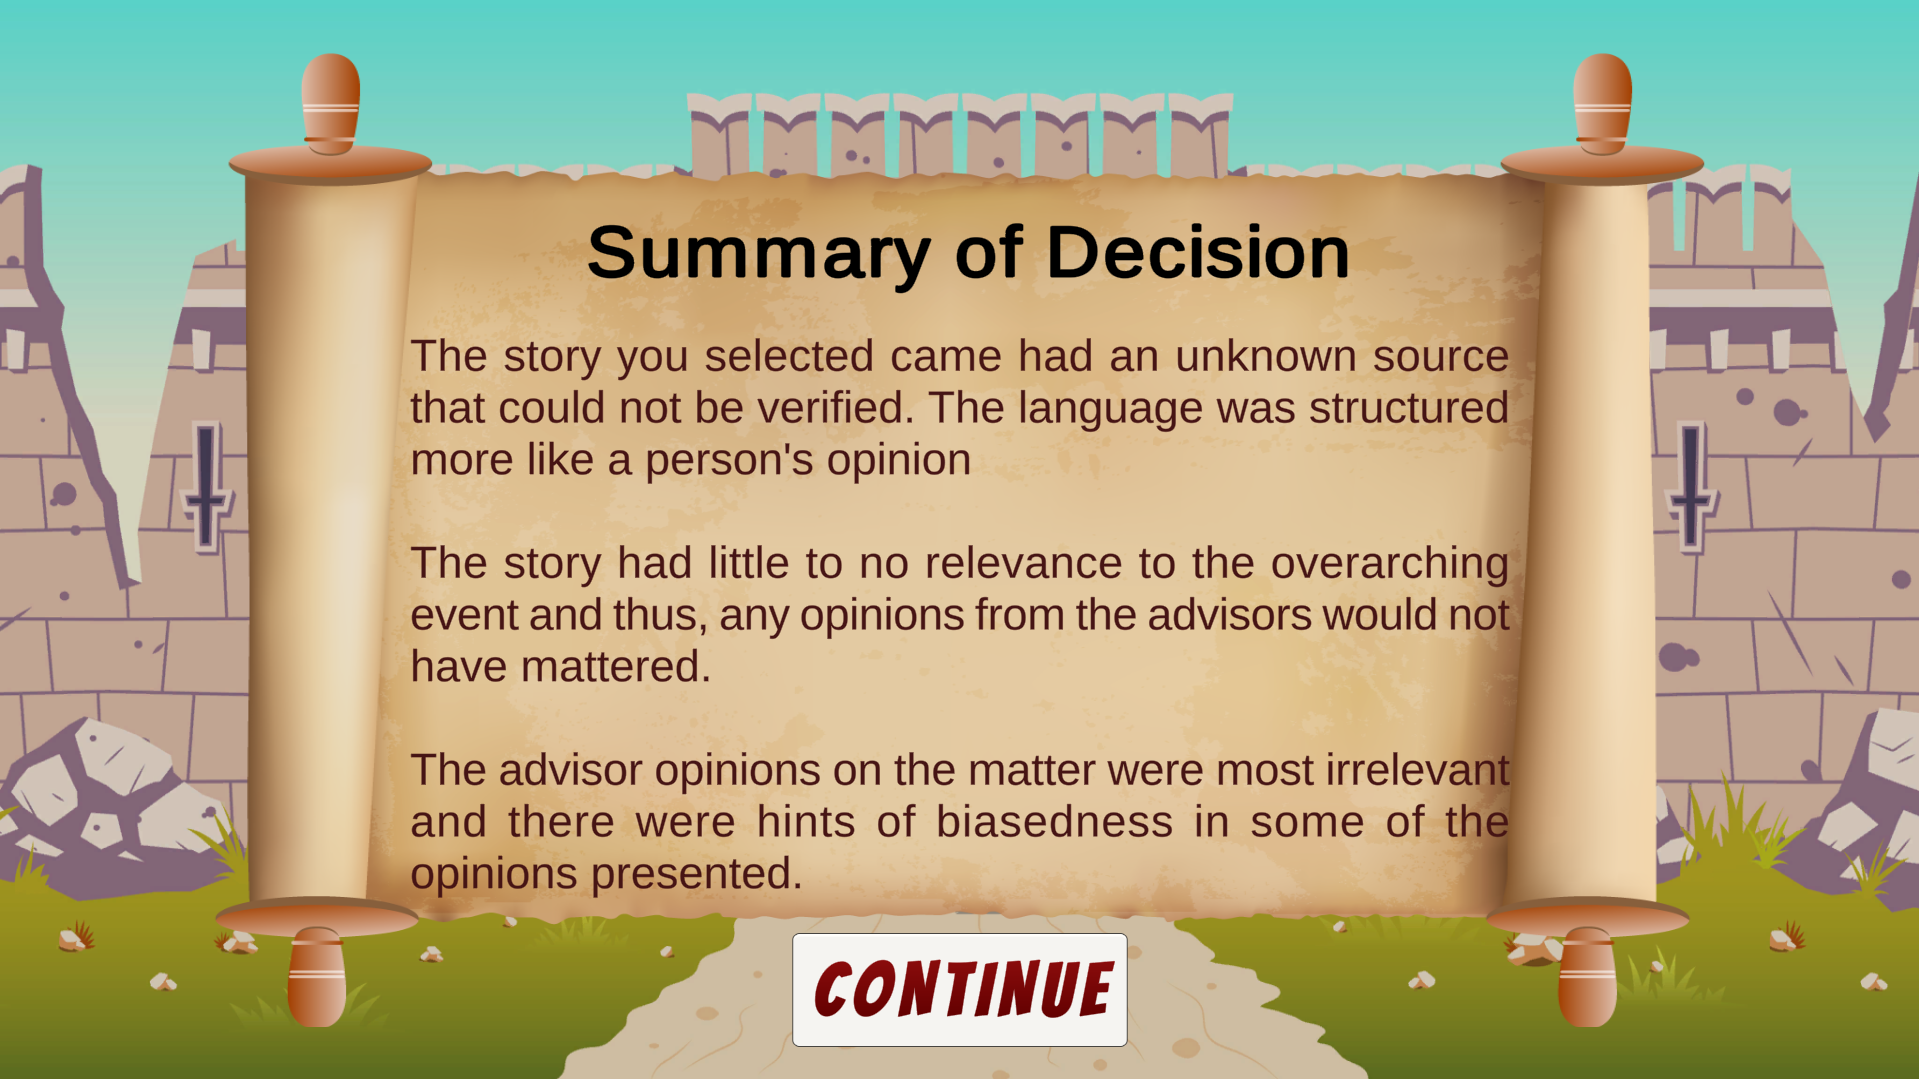 Summary of Decision
The story you selected came had an unknown source
that could not be verified. The language was structured
more like a person's opinion
The story had little to no relevance to the overarching
event and thus, any opinions from the advisors would not
have mattered.
The advisor opinions on the matter were most irrelevant
and there were hints of biasedness in some of the
opinions presented.
CONTINUE